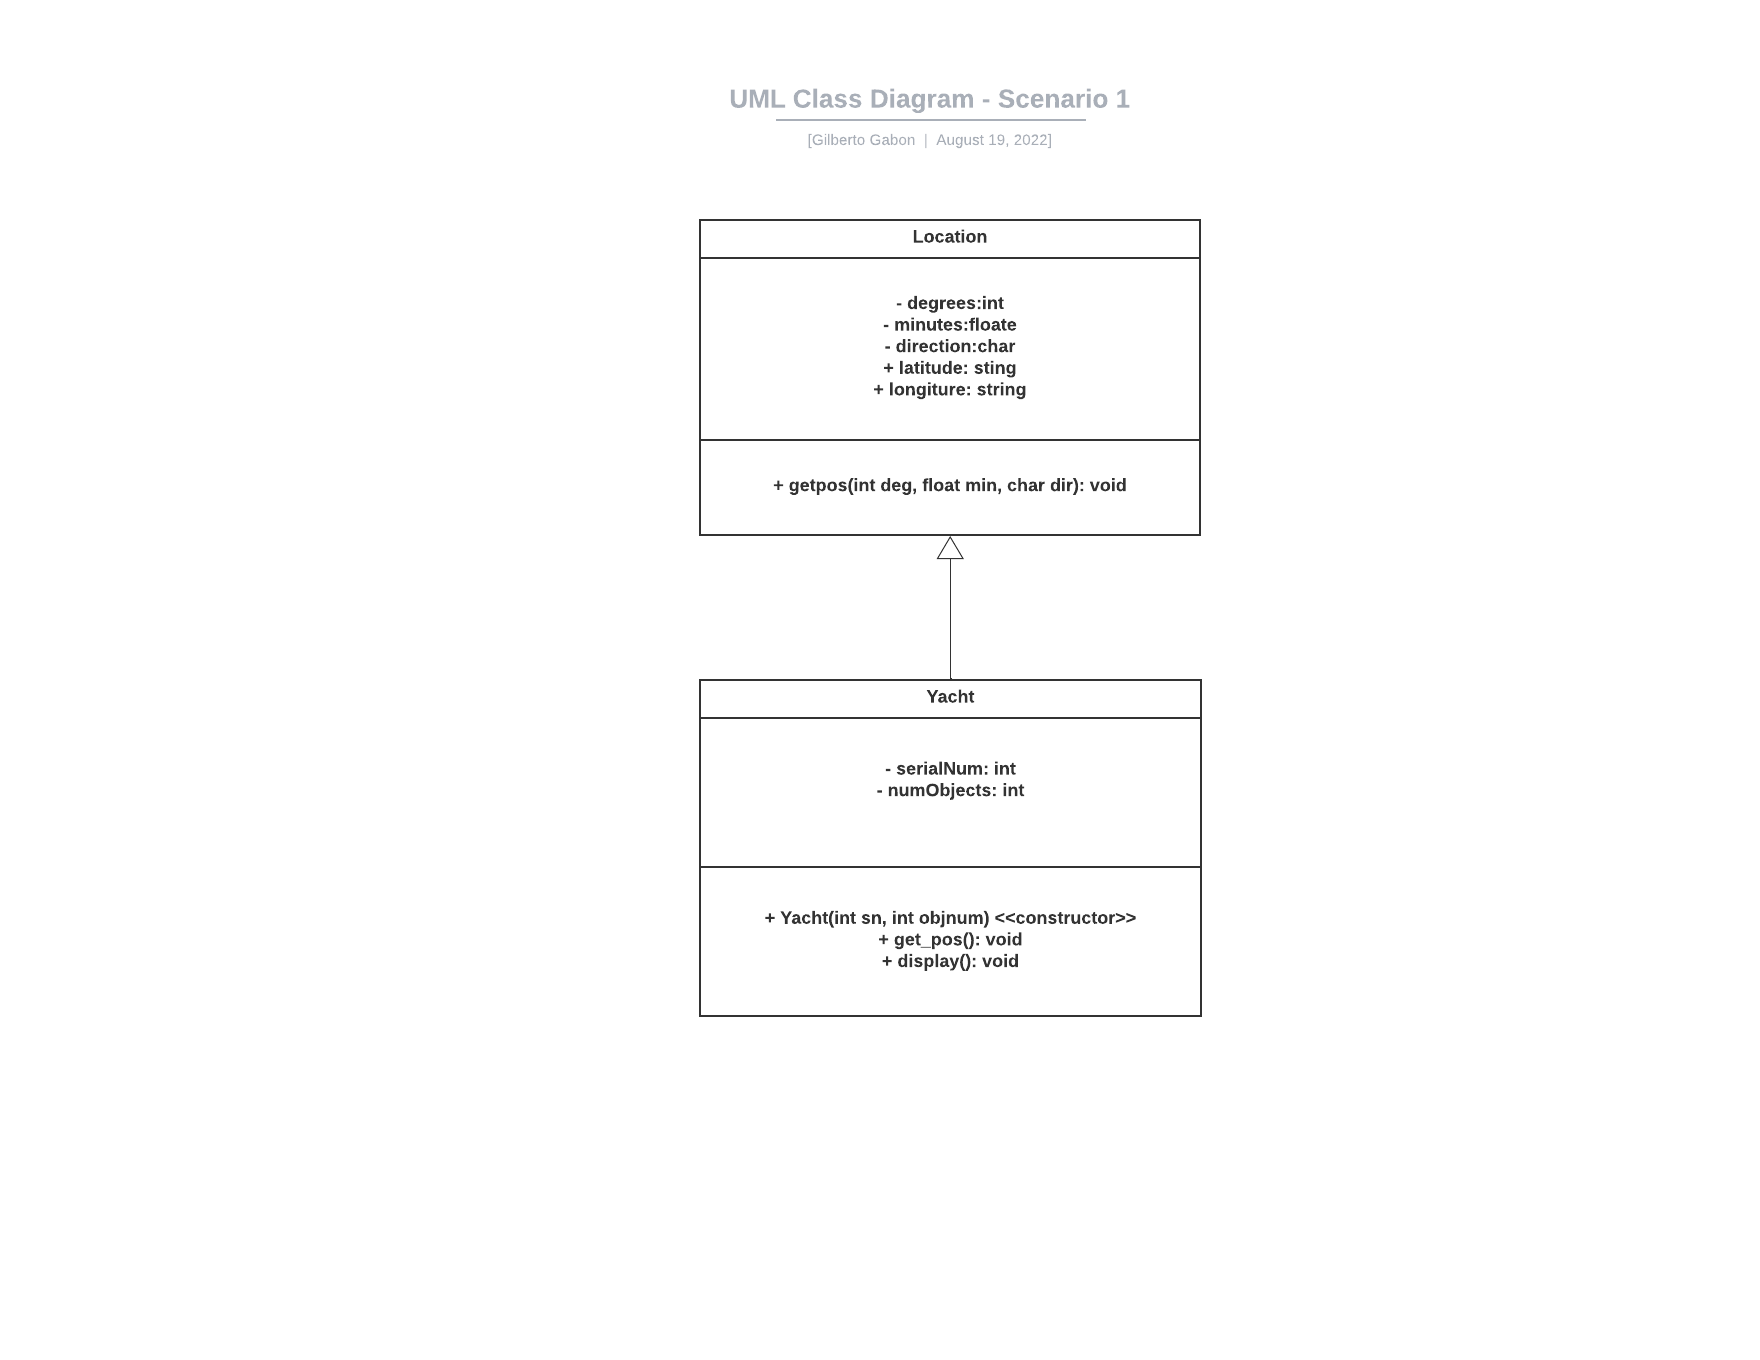 UML Class Diagram - Scenario 1
[Gilberto Gabon | August 19, 2022]
Location
- degrees:int
- minutes:floate
- direction:char
+ latitude: sting
+ longiture: string
+ getpos(int deg, float min, char dir): void
Yacht
- serialNum: int
- numObjects: int
+ Yacht(int sn, int objnum) <<constructor>>
+ get_pos(): void
+ display(): void